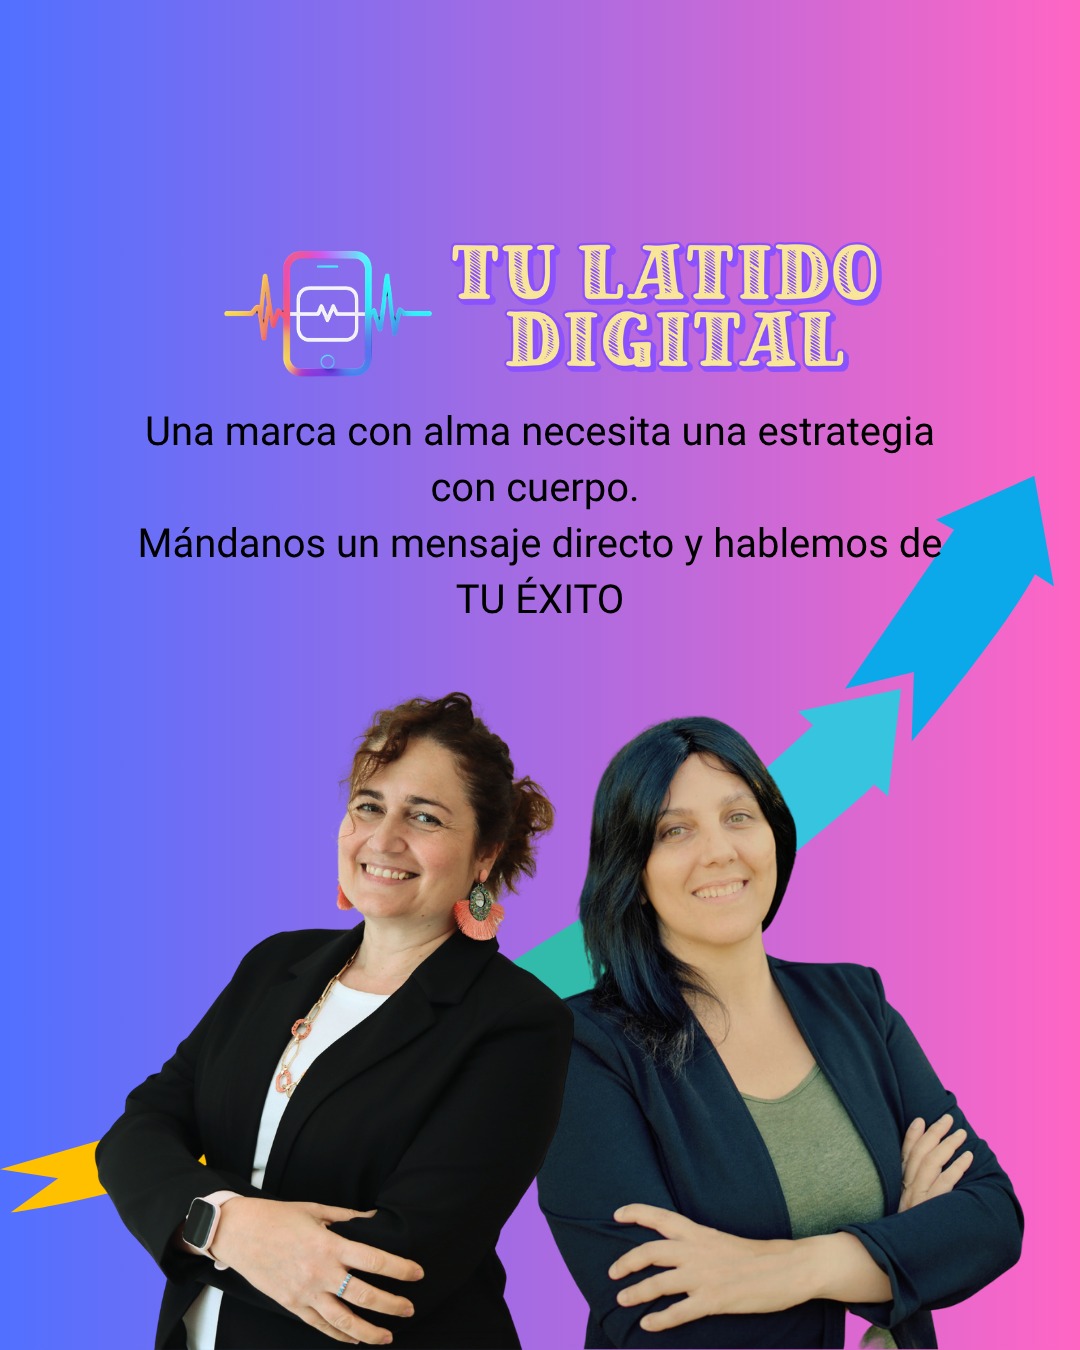 TU LATIDO
DIGITAL
Una marca con alma necesita una estrategia
con cuerpo.
Mándanos un mensaje directo y hablemos de
TU ÉXITO